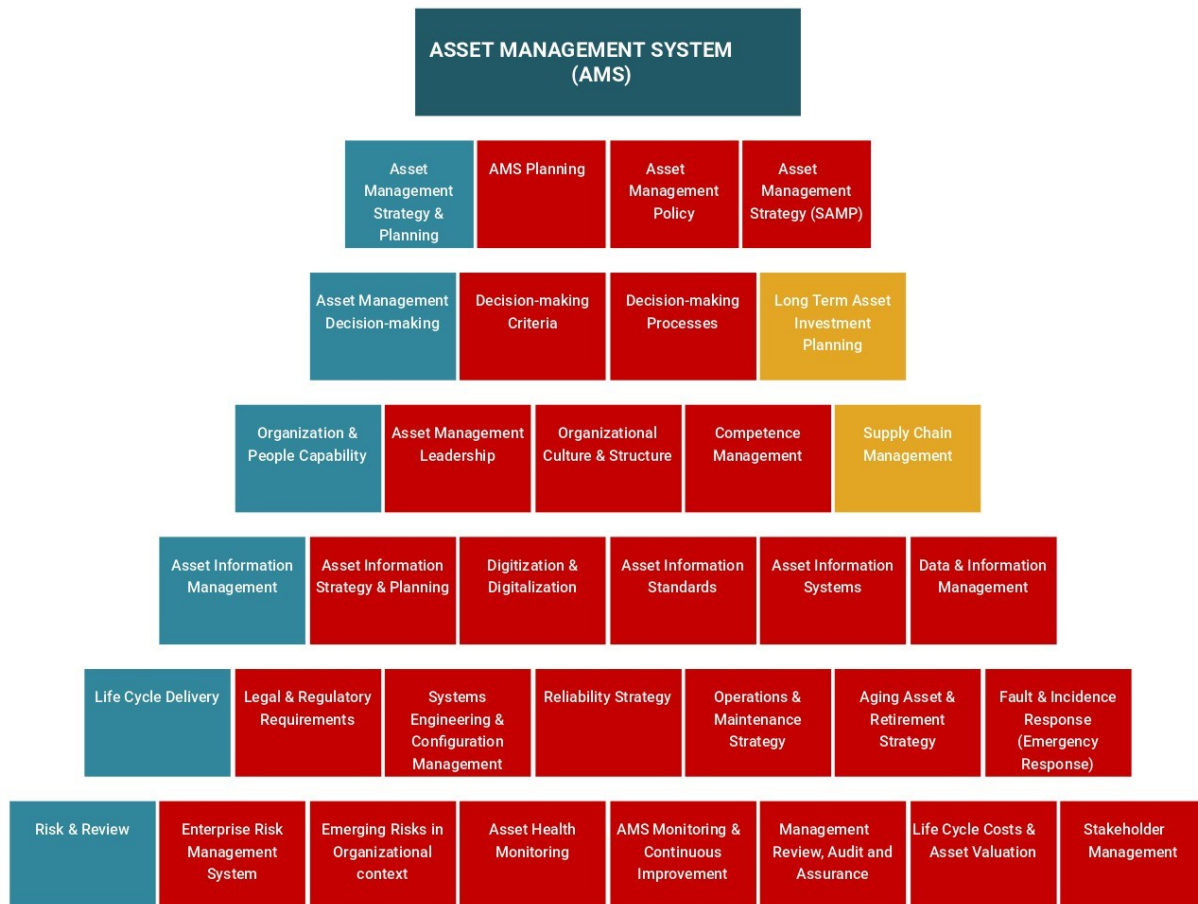 ASSET MANAGEMENT SYSTEM
(AMS)
Asset
Management
Strategy &
Planning
AMS Planning
Asset
Management
Policy
Asset
Management
Strategy (SAMP)
Asset Management
Decision-making
Decision-making
Criteria
Decision-making
Processes
Long Term Asset
Investment
Planning
Organization &
People Capability
Asset Management
Leadership
Organizational
Culture & Structure
Competence
Management
Supply Chain
Management
Asset Information
Management
Asset Information
Strategy & Planning
Digitization &
Digitalization
Asset Information
Standards
Asset Information
Systems
Data & Information
Management
Life Cycle Delivery
Legal & Regulatory
Requirements
Systems
Engineering &
Configuration
Management
Reliability Strategy
Operations &
Maintenance
Strategy
Aging Asset &
Retirement
Strategy
Fault & Incidence
Response
(Emergency
Response)
Risk & Review
Enterprise Risk
Management
System
Emerging Risks in
Organizational
context
Asset Health
Monitoring
AMS Monitoring &
Continuous
Improvement
Management
Review, Audit and
Assurance
Life Cycle Costs &
Asset Valuation
Stakeholder
Management